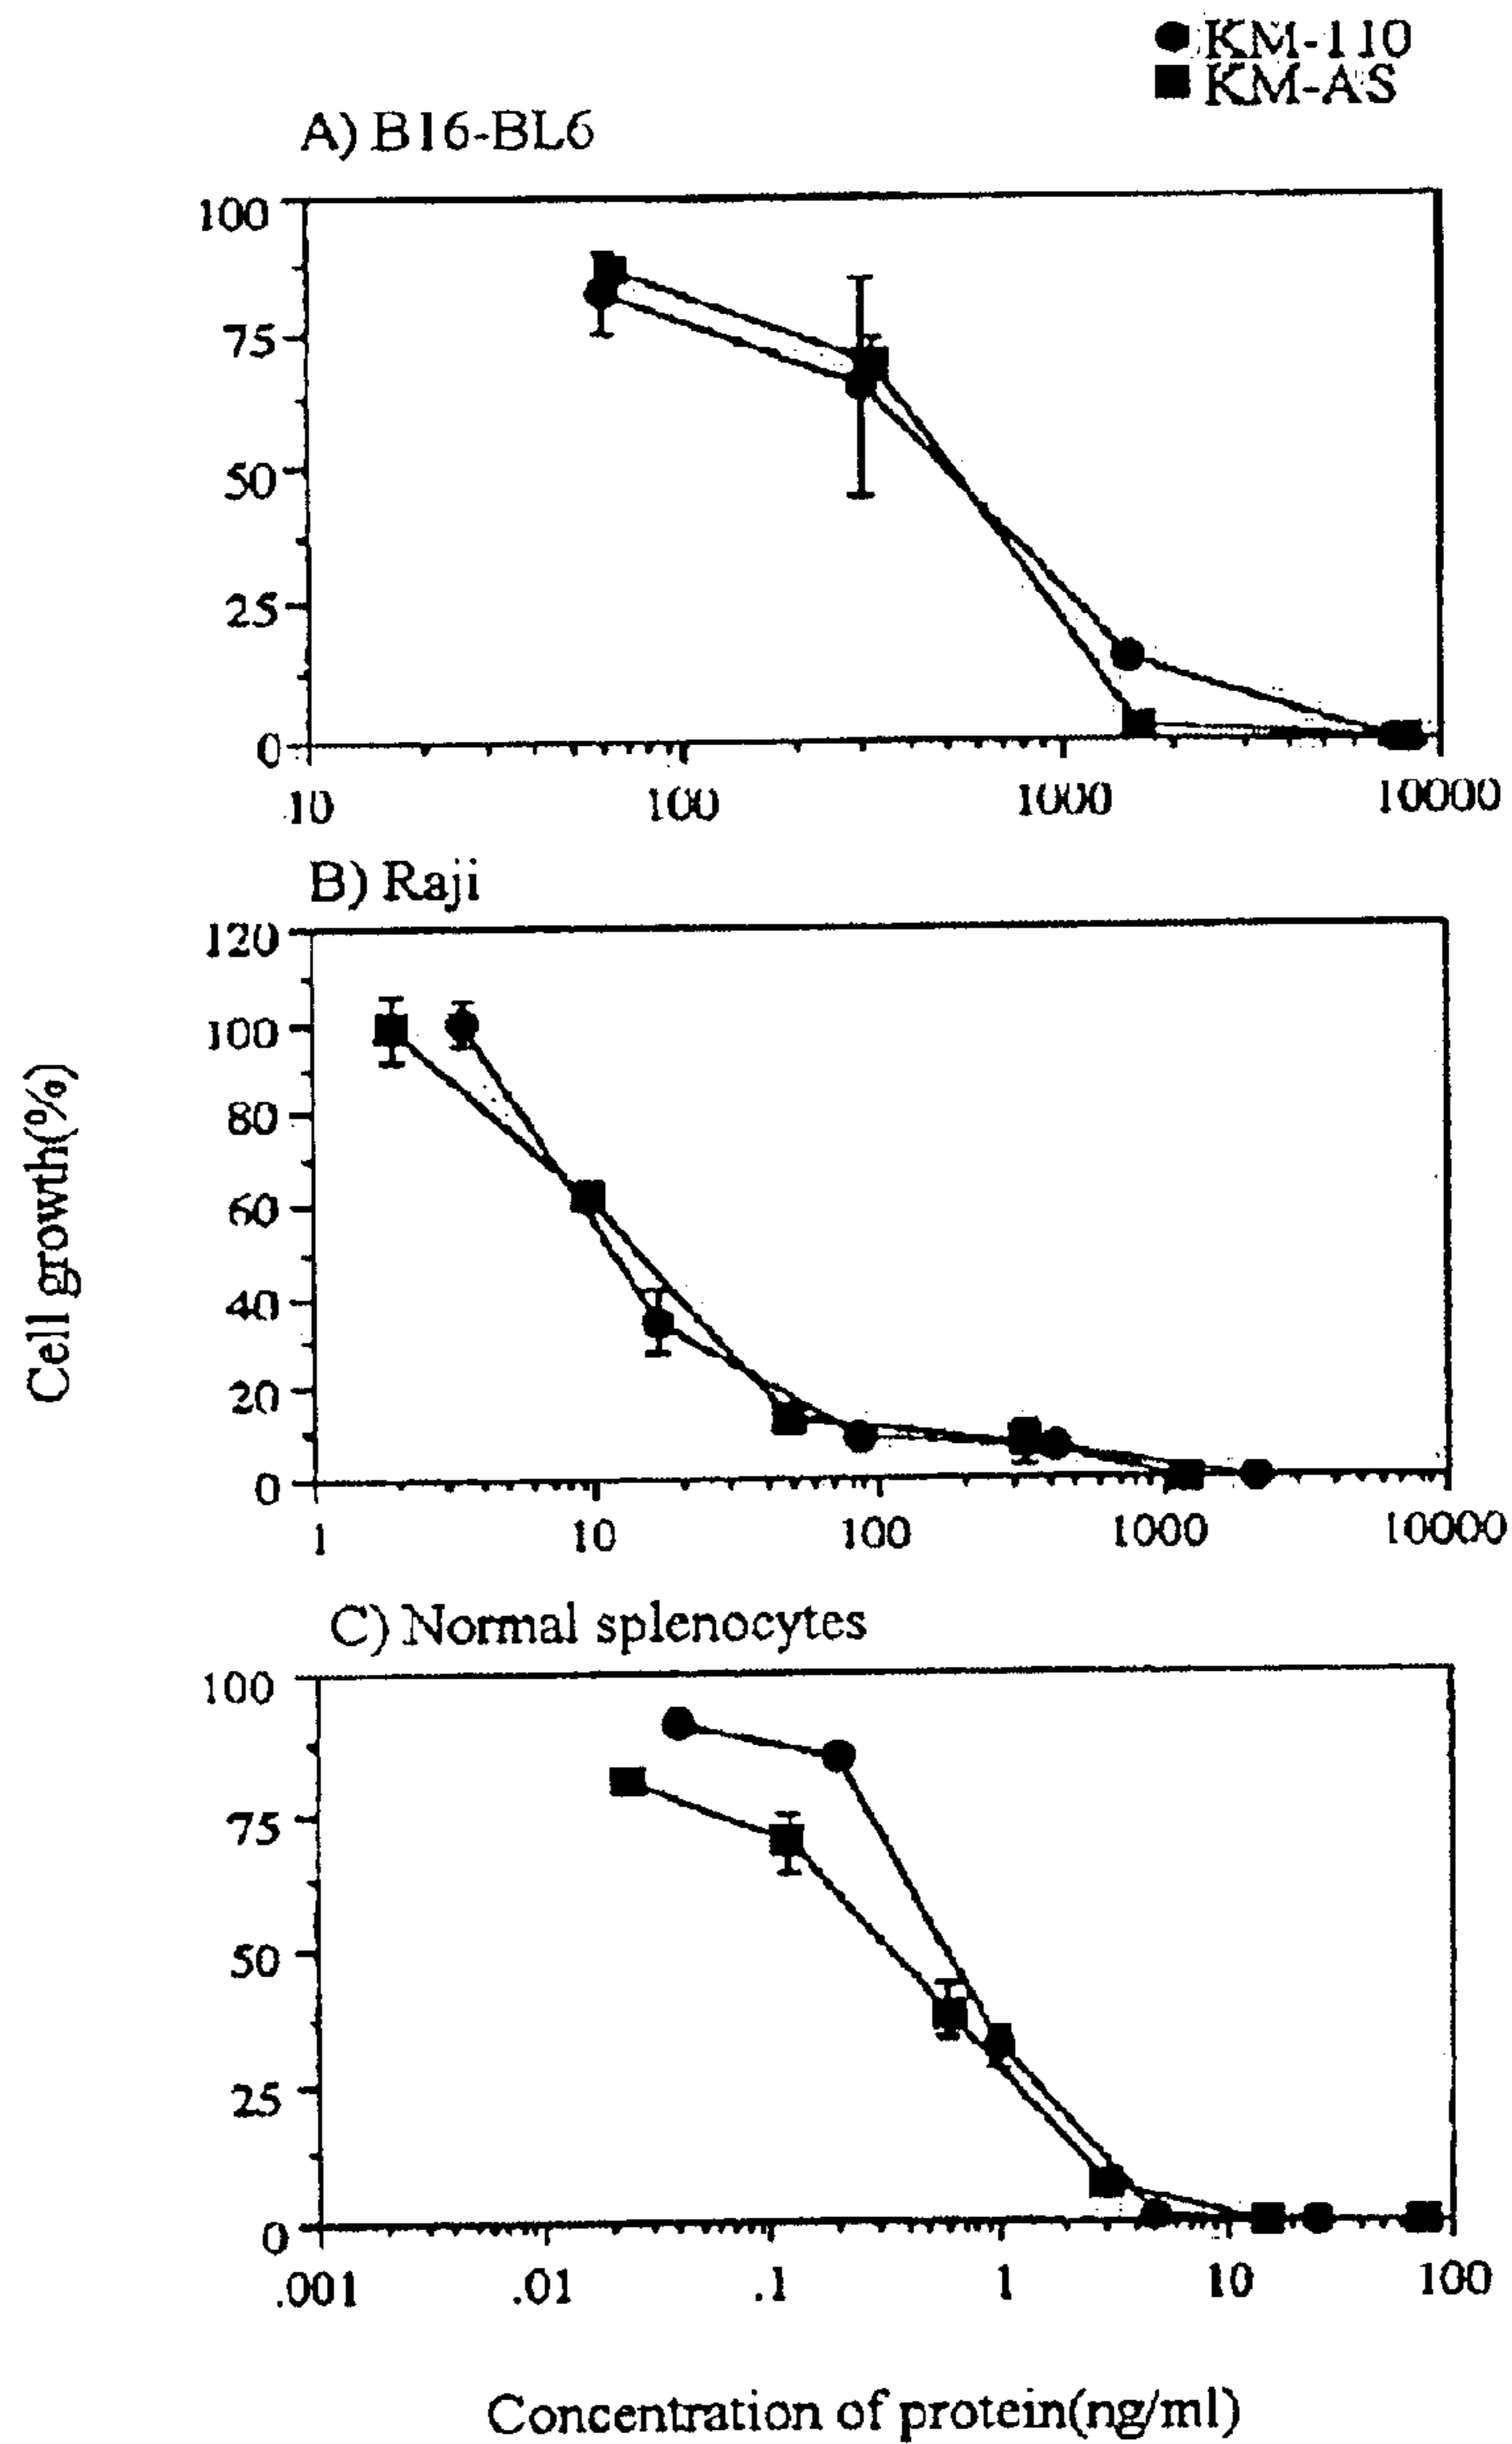 KM-110
KM-AS
A) B16-BL6
100
75
50
25
0
10 100 1000 10000
B) Raji
120
100
80
60
40
20
0
1 10 100 1000 10000
Cell growth(%)
C) Normal splenocytes
100
75
50
25
0
.001 .01 .1 1 10 100
Concentration of protein(ng/ml)